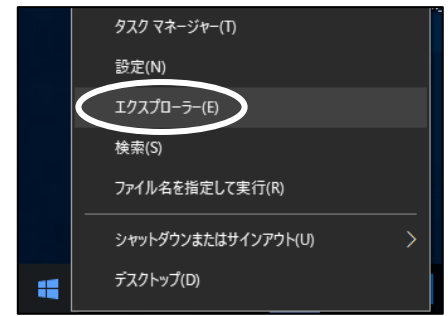 タスク マネージャー(T)
設定(N)
エクスプローラー(E)
検索(S)
ファイル名を指定して実行(R)
シャットダウンまたはサインアウト(U)
デスクトップ(D)